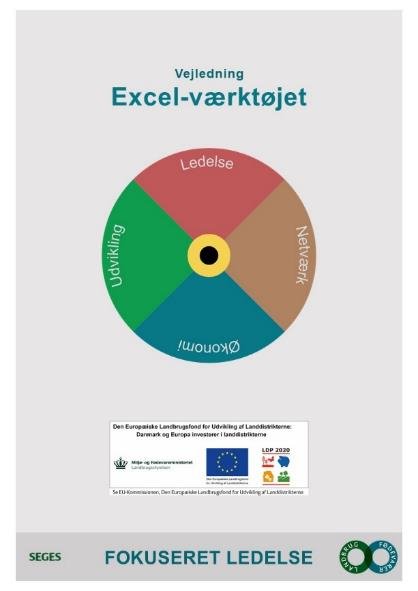 Vejledning
Excel-værktøjet
Ledelse
Udvikling
Netværk
Økonomi
Den Europæiske Landbrugsfond for Udvikling af Landdistrikterne:
Danmark og Europa investerer i landdistrikterne
Miljø- og Fødevareministeriet
Landbrugsstyrelsen
LDP 2020
Den Europæiske Landbrugsfond
for Udvikling af Landdistrikterne
Se EU-Kommissionen, Den Europæiske Landbrugsfond for Udvikling af Landdistrikterne
SEGES
FOKUSERET LEDELSE
LANDBRUG FØDEVARER